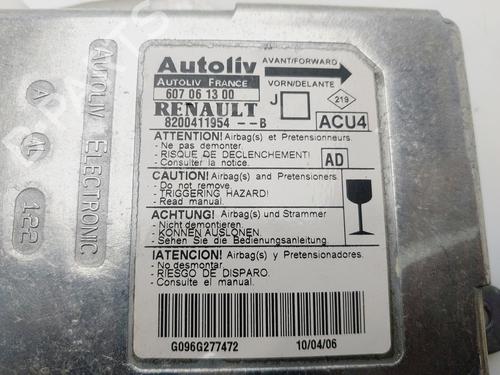 Autoliv
AUTOLIV FRANCE
607 06 13 00
RENAULT
8200411954 --B
AVANT/FORWARD
VORN/DELANTE
J
219
ACU4
ATTENTION! Airbag(s) et Pretensionneurs.
- Ne pas demonter.
- RISQUE DE DECLENCHEMENT!
- Consulter la notice.
AD
CAUTION! Airbag(s) and Pretensioners
- Do not remove.
- TRIGGERING HAZARD!
- Read manual.
ACHTUNG! Airbag(s) und Strammer
- Nicht demontieren.
- KÖNNEN AUSLÖSEN.
- Sehen Sie die Bedienungsanleitung.
!ATENCION! Airbag(s) y Pretensionadores.
- No desmontar.
- RIESGO DE DISPARO.
- Consulte el manual.
G096G277472 10/04/06
AUTOLIV ELECTRONIC
122